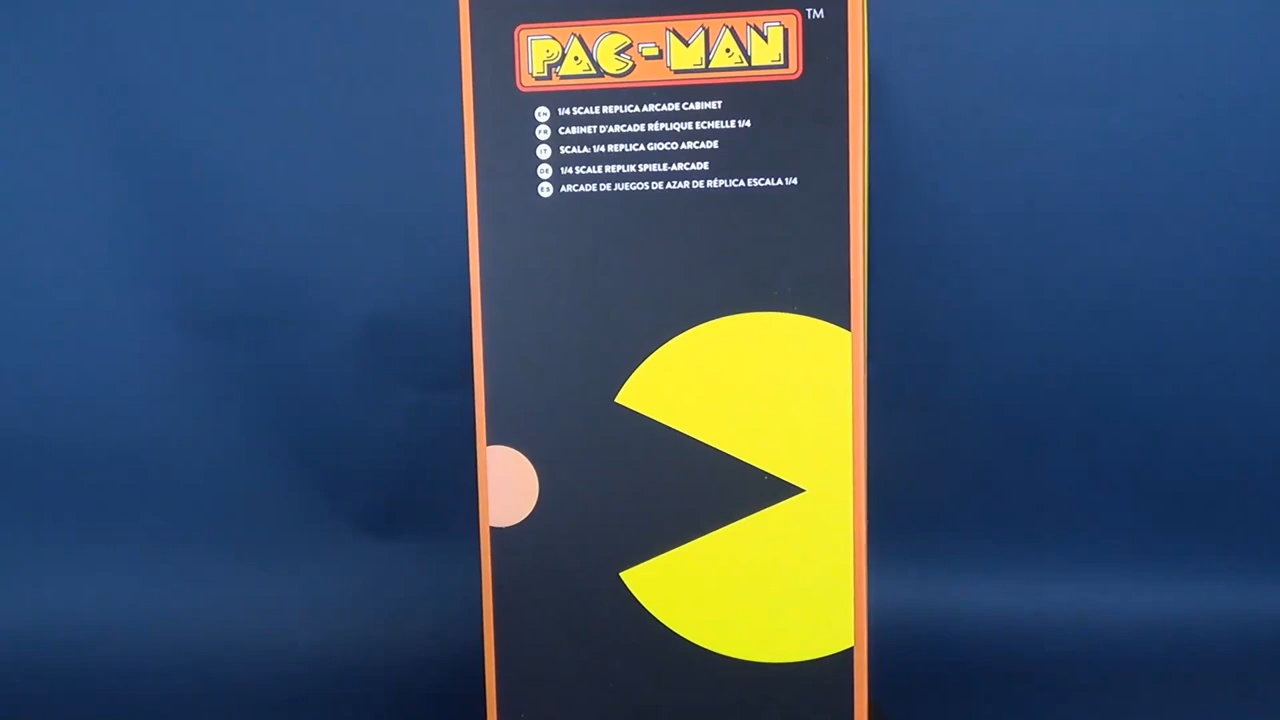 PAC-MAN TM
EN 1/4 SCALE REPLICA ARCADE CABINET
FR CABINET D'ARCADE RÉPLIQUE ECHELLE 1/4
IT SCALA: 1/4 REPLICA GIOCO ARCADE
DE 1/4 SCALE REPLIK SPIELE-ARCADE
ES ARCADE DE JUEGOS DE AZAR DE RÉPLICA ESCALA 1/4